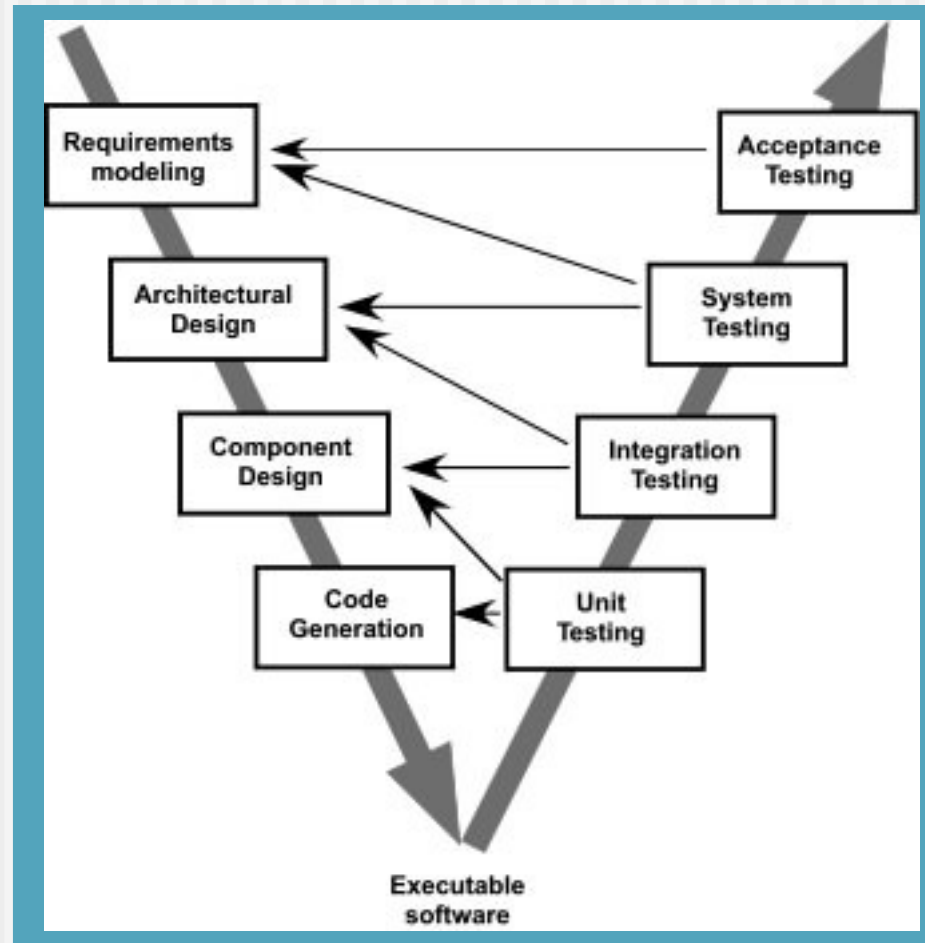 Requirements
modeling
Acceptance
Testing
Architectural
Design
System
Testing
Component
Design
Integration
Testing
Code
Generation
Unit
Testing
Executable
software